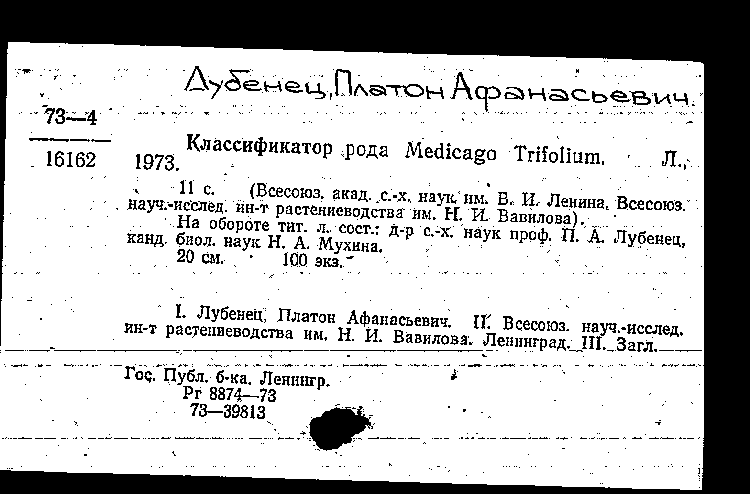 Лубенец, Платон Афанасьевич.
73—4
16162
Классификатор рода Medicago Trifolium. Л.,
1973.
11 с. (Всесоюз. акад. с.-х. наук им. В. И. Ленина. Всесоюз.
науч.-исслед. ин-т растениеводства им. Н. И. Вавилова).
На обороте тит. л. сост.: д-р с.-х. наук проф. П. А. Лубенец,
канд. биол. наук Н. А. Мухина.
20 см. 100 экз.
I. Лубенец, Платон Афанасьевич. II. Всесоюз. науч.-исслед.
ин-т растениеводства им. Н. И. Вавилова. Ленинград. III. Загл.
Гос. Публ. б-ка. Ленингр.
Рг 8874—73
73—39813